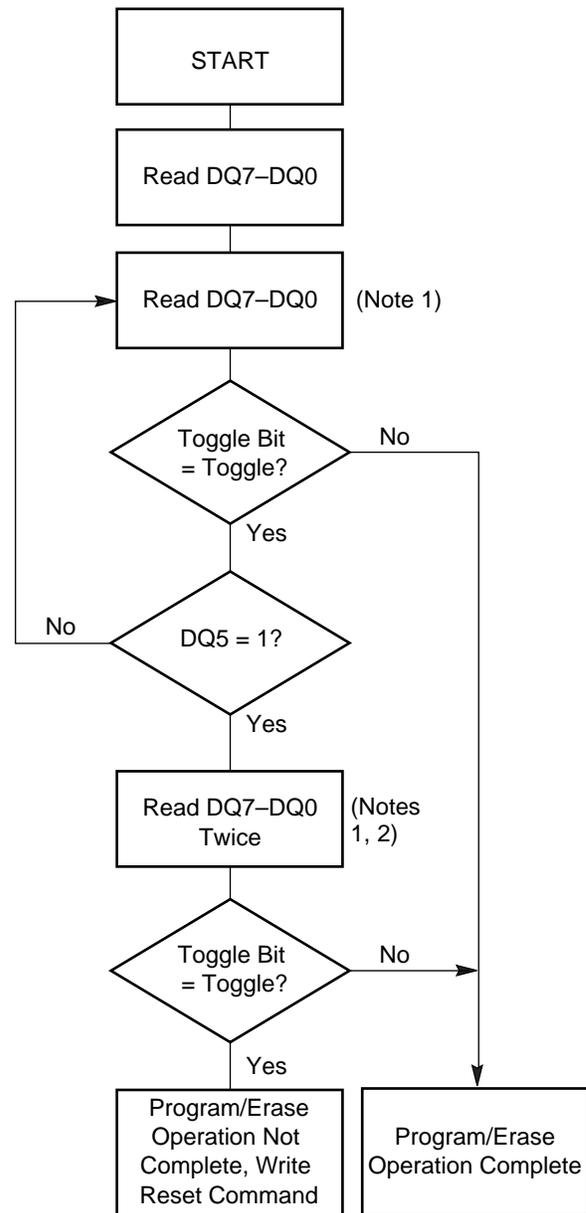 START
Read DQ7–DQ0
Read DQ7–DQ0
(Note 1)
Toggle Bit
= Toggle?
No
Yes
No
DQ5 = 1?
Yes
Read DQ7–DQ0
Twice
(Notes
1, 2)
Toggle Bit
= Toggle?
No
Yes
Program/Erase
Operation Not
Complete, Write
Reset Command
Program/Erase
Operation Complete